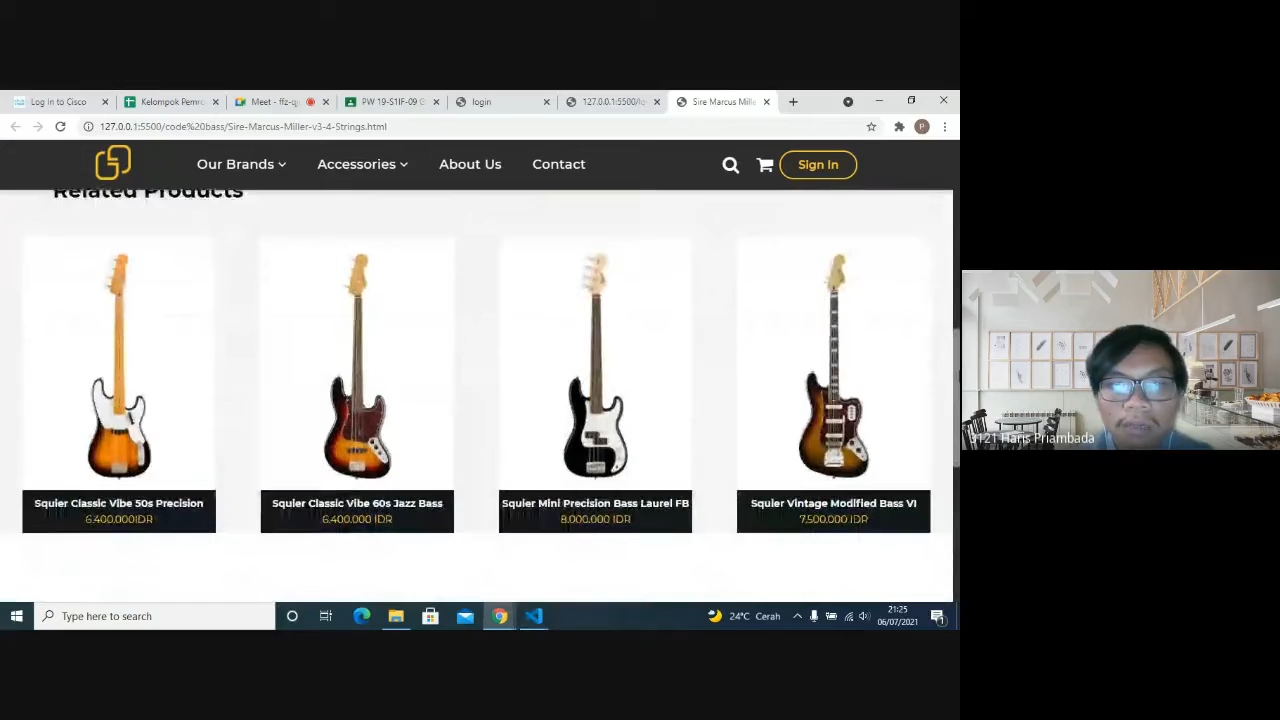 Log in to Cisco
Kelompok Pemro
Meet - ffz-q
PW 19-S1IF-09 G
login
127.0.0.1:5500/lo
Sire Marcus Mille
127.0.0.1:5500/code%20bass/Sire-Marcus-Miller-v3-4-Strings.html
P
Our Brands
Accessories
About Us
Contact
Sign In
Related Products
Squier Classic Vibe 50s Precision
6.400.000IDR
Squier Classic Vibe 60s Jazz Bass
6.400.000 IDR
Squier Mini Precision Bass Laurel FB
8.000.000 IDR
Squier Vintage Modified Bass VI
7.500.000 IDR
3121 Haris Priambada
Type here to search
24°C Cerah
21:25
06/07/2021
1